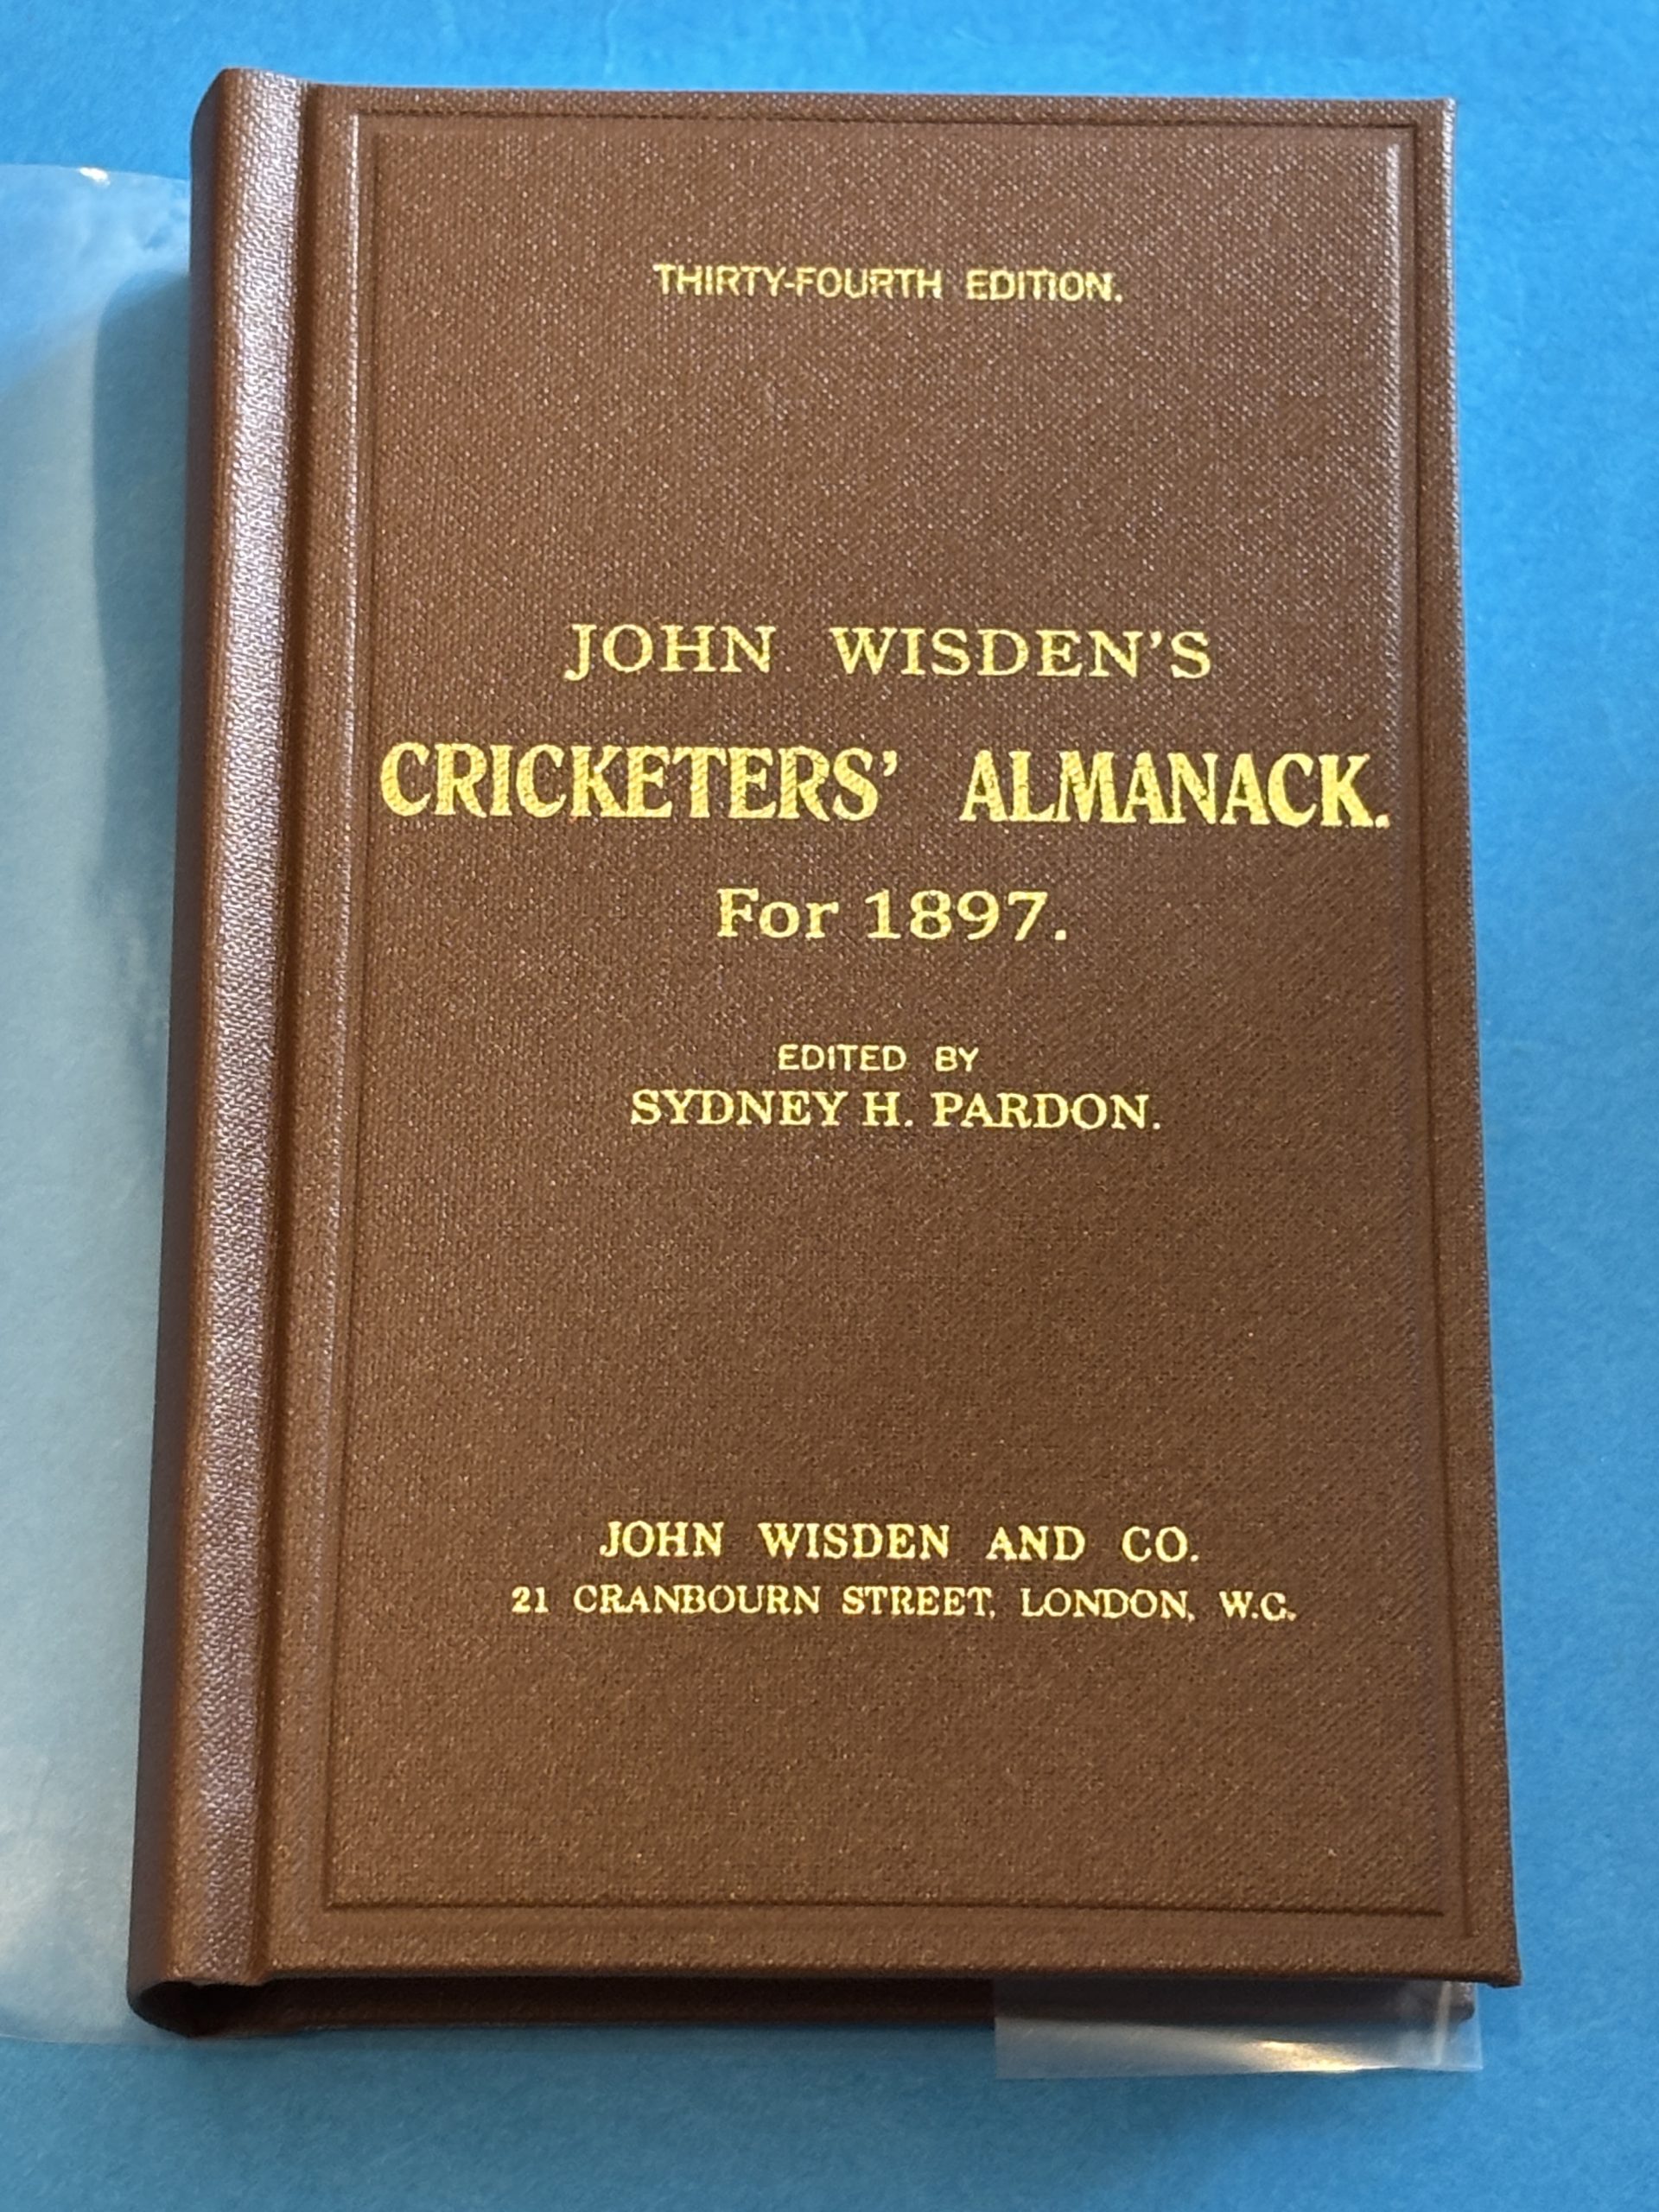 THIRTY-FOURTH EDITION.
JOHN WISDEN'S
CRICKETERS' ALMANACK.
For 1897.
EDITED BY
SYDNEY H. PARDON.
JOHN WISDEN AND CO.
21 CRANBOURN STREET, LONDON, W.C.